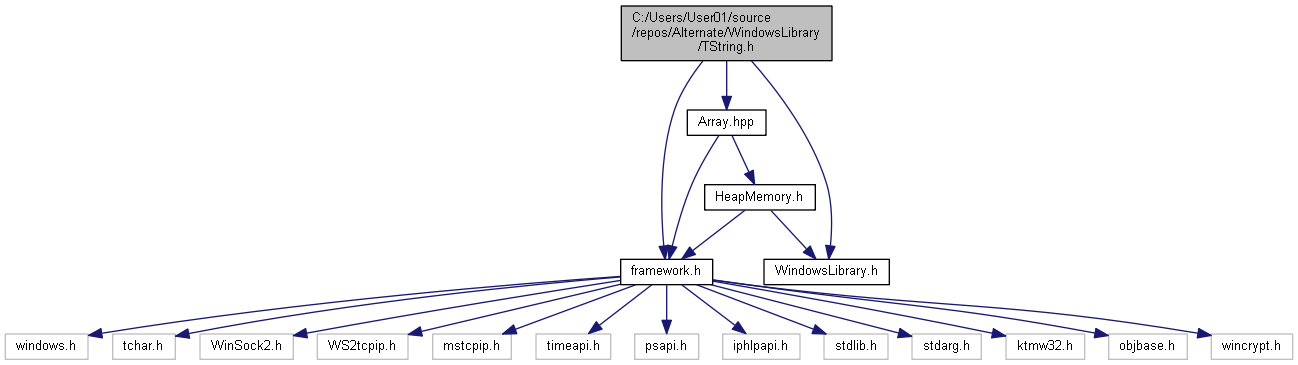 C:/Users/User01/source
/repos/Alternate/WindowsLibrary
/TString.h
Array.hpp
HeapMemory.h
framework.h
WindowsLibrary.h
windows.h
tchar.h
WinSock2.h
WS2tcpip.h
mstcpip.h
timeapi.h
psapi.h
iphlpapi.h
stdlib.h
stdarg.h
ktmw32.h
objbase.h
wincrypt.h